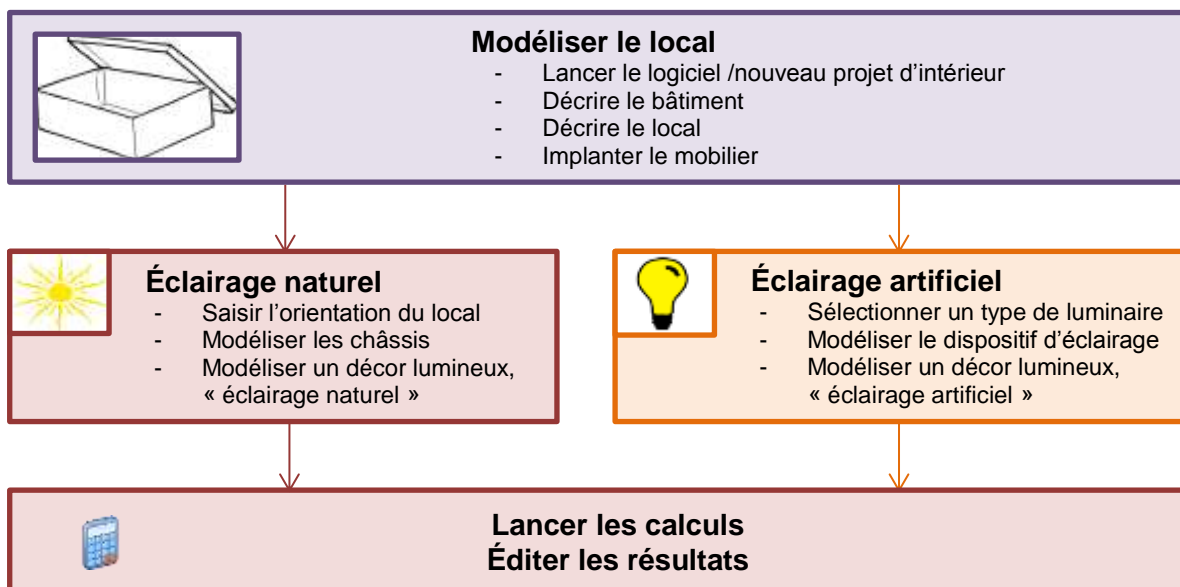 Modéliser le local
- Lancer le logiciel /nouveau projet d'intérieur
- Décrire le bâtiment
- Décrire le local
- Implanter le mobilier
Éclairage naturel
- Saisir l'orientation du local
- Modéliser les châssis
- Modéliser un décor lumineux,
« éclairage naturel »
Éclairage artificiel
- Sélectionner un type de luminaire
- Modéliser le dispositif d'éclairage
- Modéliser un décor lumineux,
« éclairage artificiel »
Lancer les calculs
Éditer les résultats